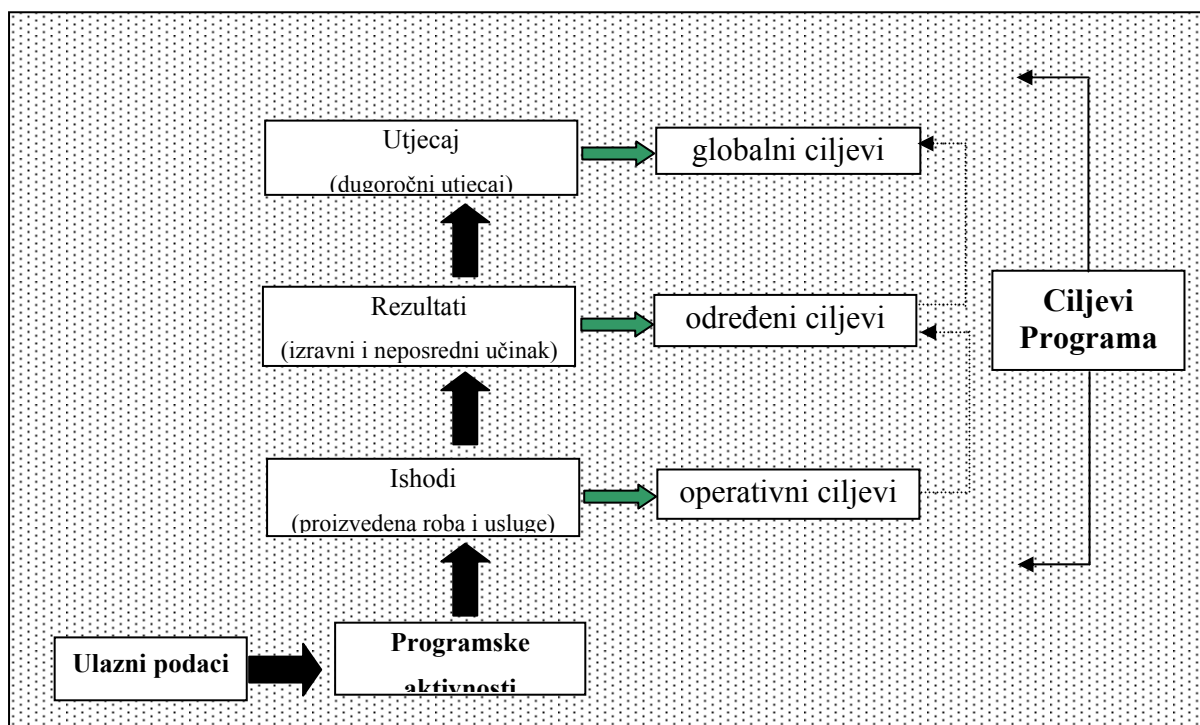 Utjecaj
(dugoročni utjecaj)
globalni ciljevi
Rezultati
(izravni i neposredni učinak)
određeni ciljevi
Ciljevi
Programa
Ishodi
(proizvedena roba i usluge)
operativni ciljevi
Ulazni podaci
Programske
aktivnosti